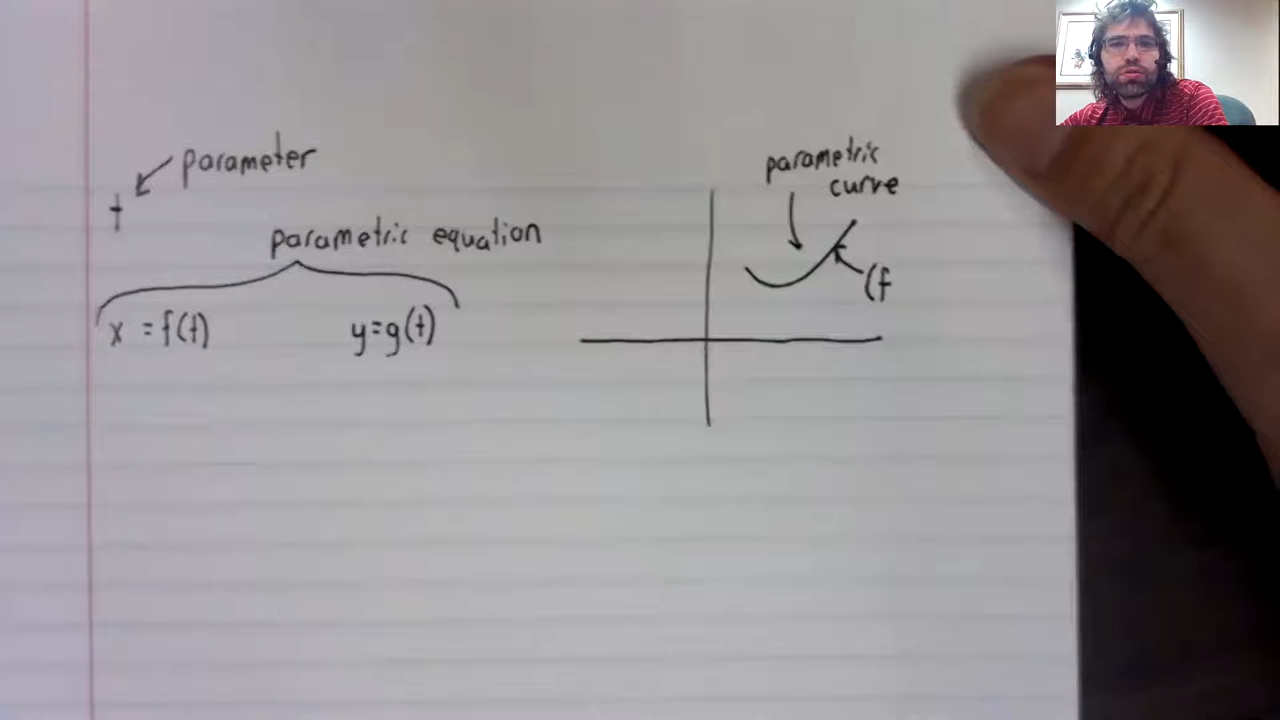 parameter
t
parametric equation
x = f(t)
y=g(t)
parametric
curve
(f